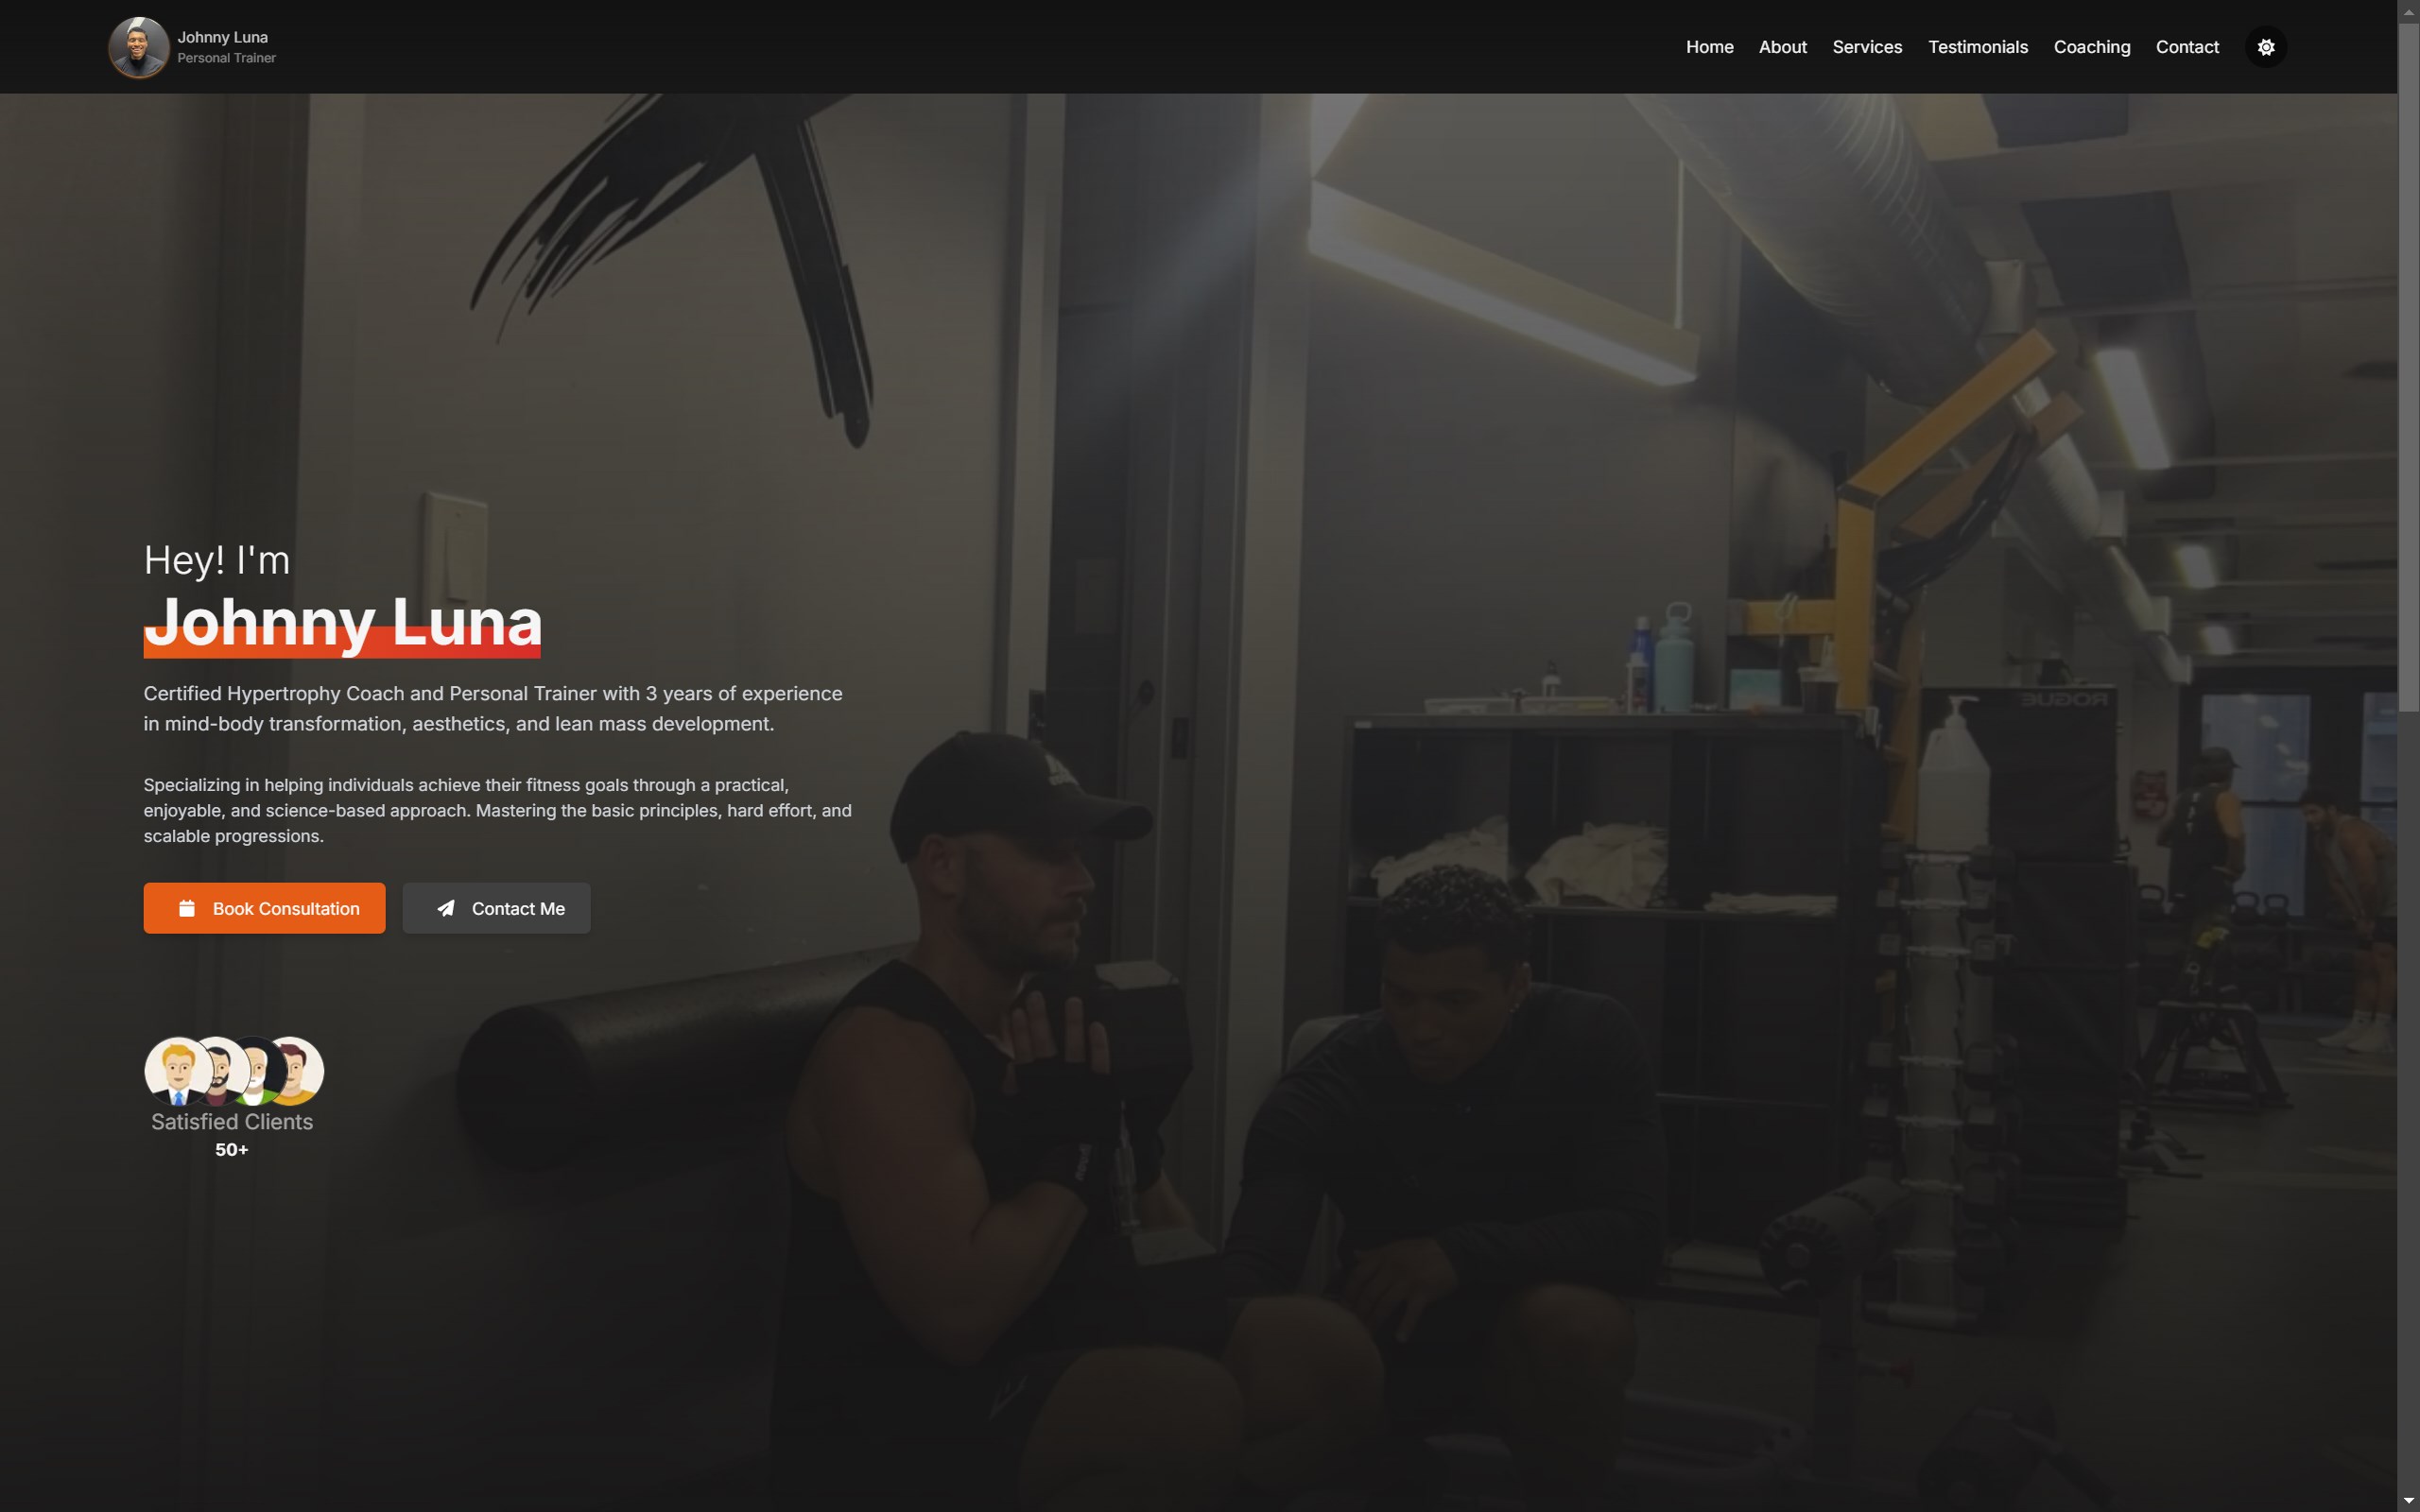 Johnny Luna
Personal Trainer
Home About Services Testimonials Coaching Contact
Hey! I'm
Johnny Luna
Certified Hypertrophy Coach and Personal Trainer with 3 years of experience
in mind-body transformation, aesthetics, and lean mass development.
Specializing in helping individuals achieve their fitness goals through a practical,
enjoyable, and science-based approach. Mastering the basic principles, hard effort, and
scalable progressions.
Book Consultation
Contact Me
Satisfied Clients
50+
ROGUE